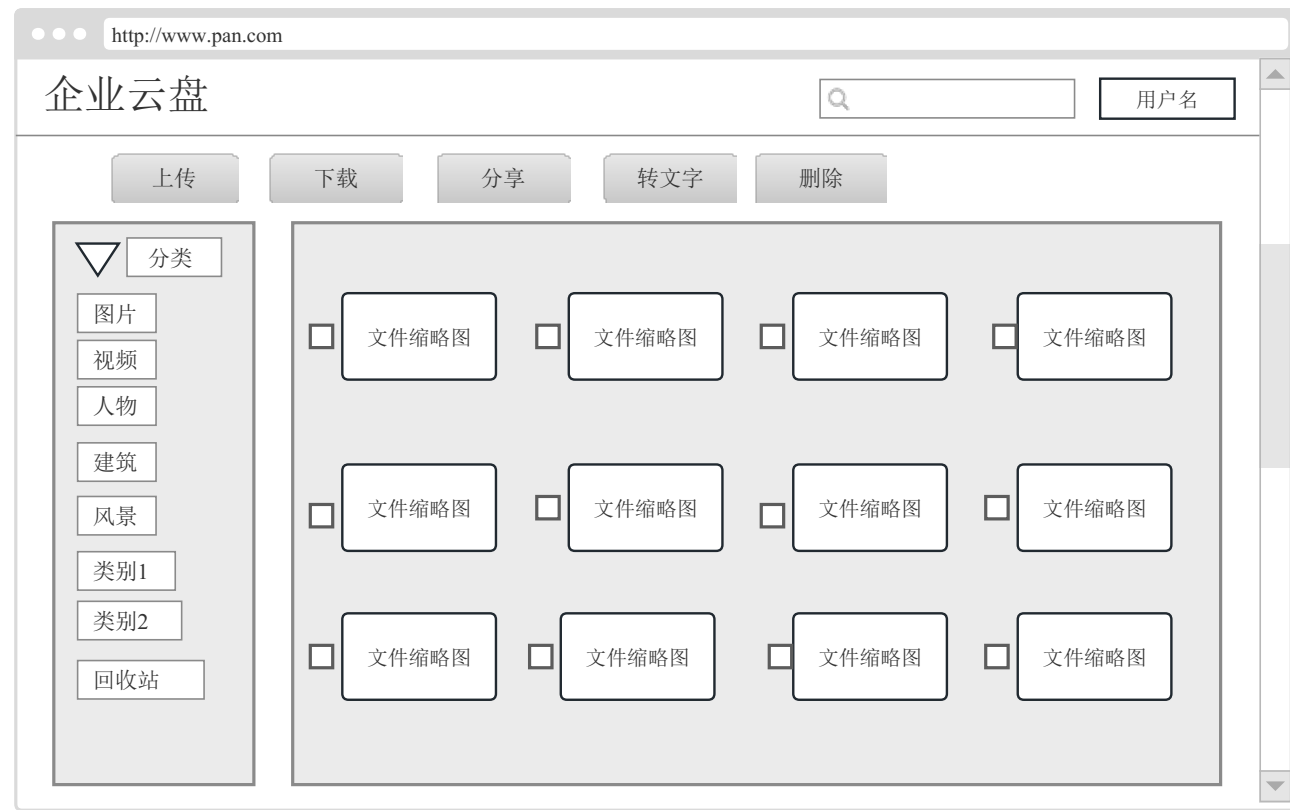 http://www.pan.com
企业云盘
用户名
上传 下载 分享 转文字 删除
分类
图片
视频
人物
建筑
风景
类别1
类别2
回收站
文件缩略图 文件缩略图 文件缩略图 文件缩略图
文件缩略图 文件缩略图 文件缩略图 文件缩略图
文件缩略图 文件缩略图 文件缩略图 文件缩略图